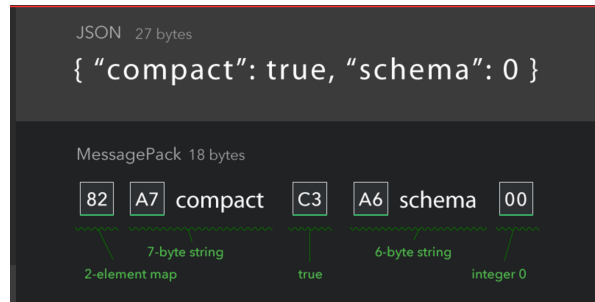 JSON 27 bytes
{ “compact”: true, “schema”: 0 }
MessagePack 18 bytes
82 A7 compact C3 A6 schema 00
7-byte string 6-byte string
2-element map true integer 0